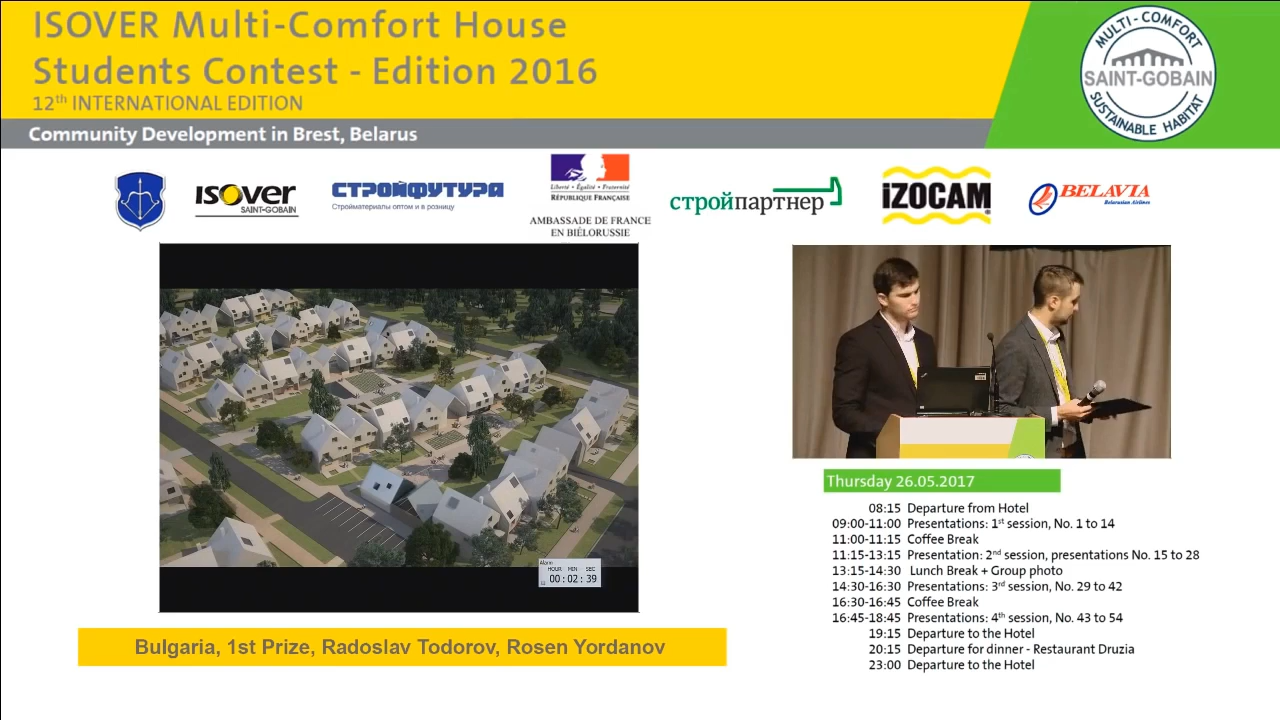 ISOVER Multi-Comfort House
Students Contest - Edition 2016
12th INTERNATIONAL EDITION
Community Development in Brest, Belarus
MULTI-COMFORT
SAINT-GOBAIN
SUSTAINABLE HABITAT
isover
SAINT-GOBAIN
СТРОЙФУТУРА
Стройматериалы оптом и в розницу
Liberté • Égalité • Fraternité
RÉPUBLIQUE FRANÇAISE
AMBASSADE DE FRANCE
EN BIÉLORUSSIE
стройпартнер
iZOCAM
BELAVIA
Belarusian Airlines
Alarm
HOUR MIN SEC
00:02:39
Thursday 26.05.2017
08:15 Departure from Hotel
09:00-11:00 Presentations: 1st session, No. 1 to 14
11:00-11:15 Coffee Break
11:15-13:15 Presentation: 2nd session, presentations No. 15 to 28
13:15-14:30 Lunch Break + Group photo
14:30-16:30 Presentations: 3rd session, No. 29 to 42
16:30-16:45 Coffee Break
16:45-18:45 Presentations: 4th session, No. 43 to 54
19:15 Departure to the Hotel
20:15 Departure for dinner - Restaurant Druzia
23:00 Departure to the Hotel
Bulgaria, 1st Prize, Radoslav Todorov, Rosen Yordanov